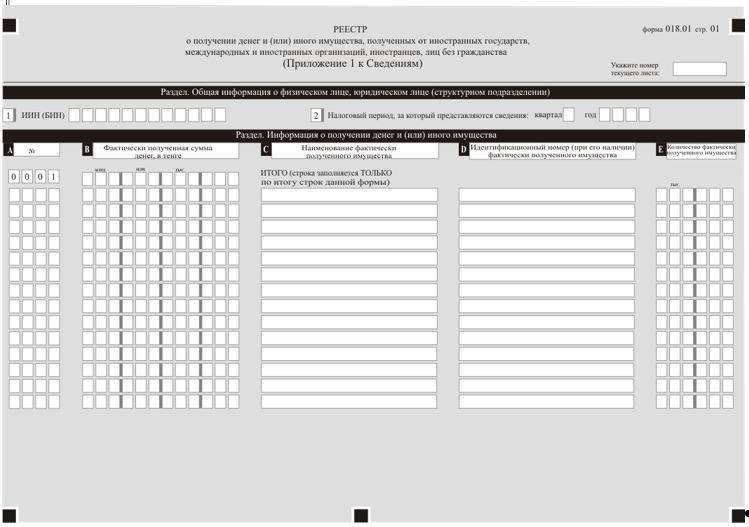 РЕЕСТР
форма 018.01 стр. 01
о получении денег и (или) иного имущества, полученных от иностранных государств,
международных и иностранных организаций, иностранцев, лиц без гражданства
(Приложение 1 к Сведениям)
Укажите номер
текущего листа:
Раздел. Общая информация о физическом лице, юридическом лице (структурном подразделении)
1 ИИН (БИН) 2 Налоговый период, за который представляются сведения: квартал год
Раздел. Информация о получении денег и (или) иного имущества
A № B Фактически полученная сумма
денег, в тенге
C Наименование фактически
полученного имущества
D Идентификационный номер (при его наличии)
фактически полученного имущества
E Количество фактически
полученного имущества
млрд млн тыс.
0 0 0 1
ИТОГО (строка заполняется ТОЛЬКО
по итогу строк данной формы)
тыс.